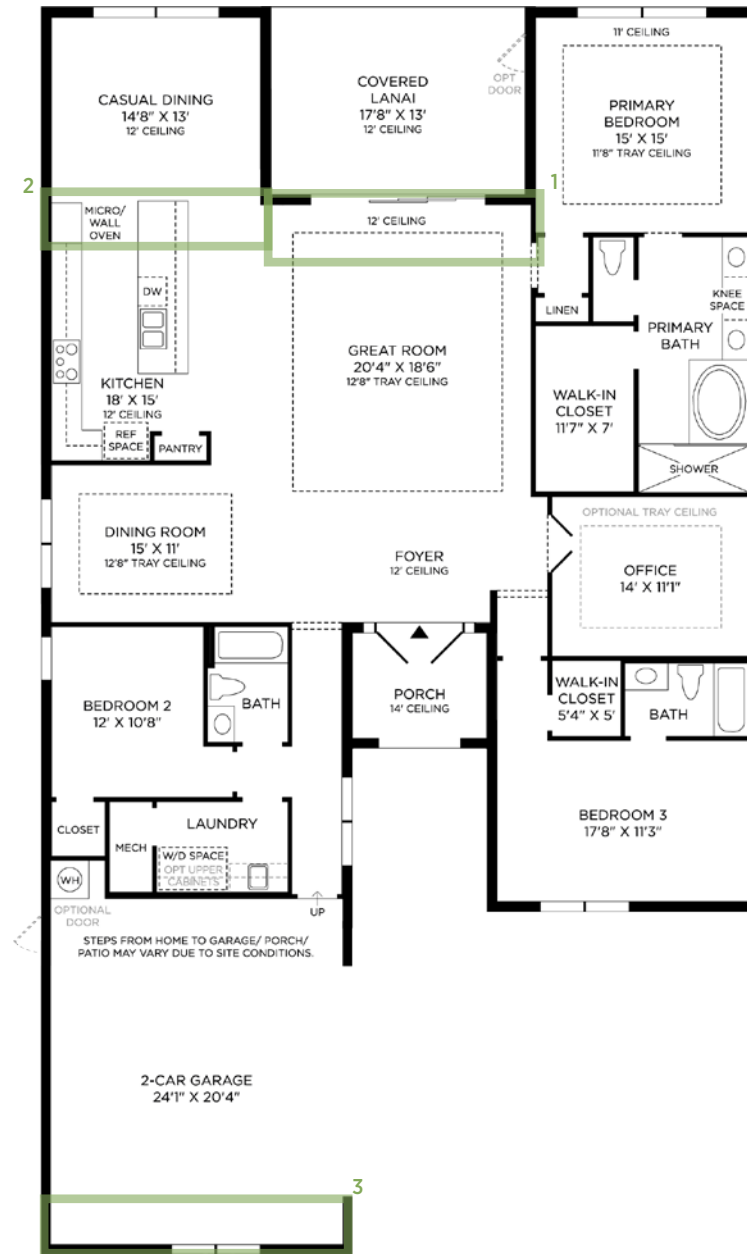 CASUAL DINING
14'8" X 13'
12' CEILING
COVERED
LANAI
17'8" X 13'
12' CEILING
OPT
DOOR
11' CEILING
PRIMARY
BEDROOM
15' X 15'
11'8" TRAY CEILING
2
1
MICRO/
WALL
OVEN
12' CEILING
DW
LINEN
KNEE
SPACE
PRIMARY
BATH
GREAT ROOM
20'4" X 18'6"
12'8" TRAY CEILING
KITCHEN
18' X 15'
12' CEILING
REF
SPACE
PANTRY
WALK-IN
CLOSET
11'7" X 7'
SHOWER
DINING ROOM
15' X 11'
12'8" TRAY CEILING
FOYER
12' CEILING
OPTIONAL TRAY CEILING
OFFICE
14' X 11'1"
BEDROOM 2
12' X 10'8"
BATH
PORCH
14' CEILING
WALK-IN
CLOSET
5'4" X 5'
BATH
CLOSET
MECH
LAUNDRY
W/D SPACE
OPT UPPER
CABINETS
BEDROOM 3
17'8" X 11'3"
WH
OPTIONAL
DOOR
UP
STEPS FROM HOME TO GARAGE/ PORCH/
PATIO MAY VARY DUE TO SITE CONDITIONS.
2-CAR GARAGE
24'1" X 20'4"
3